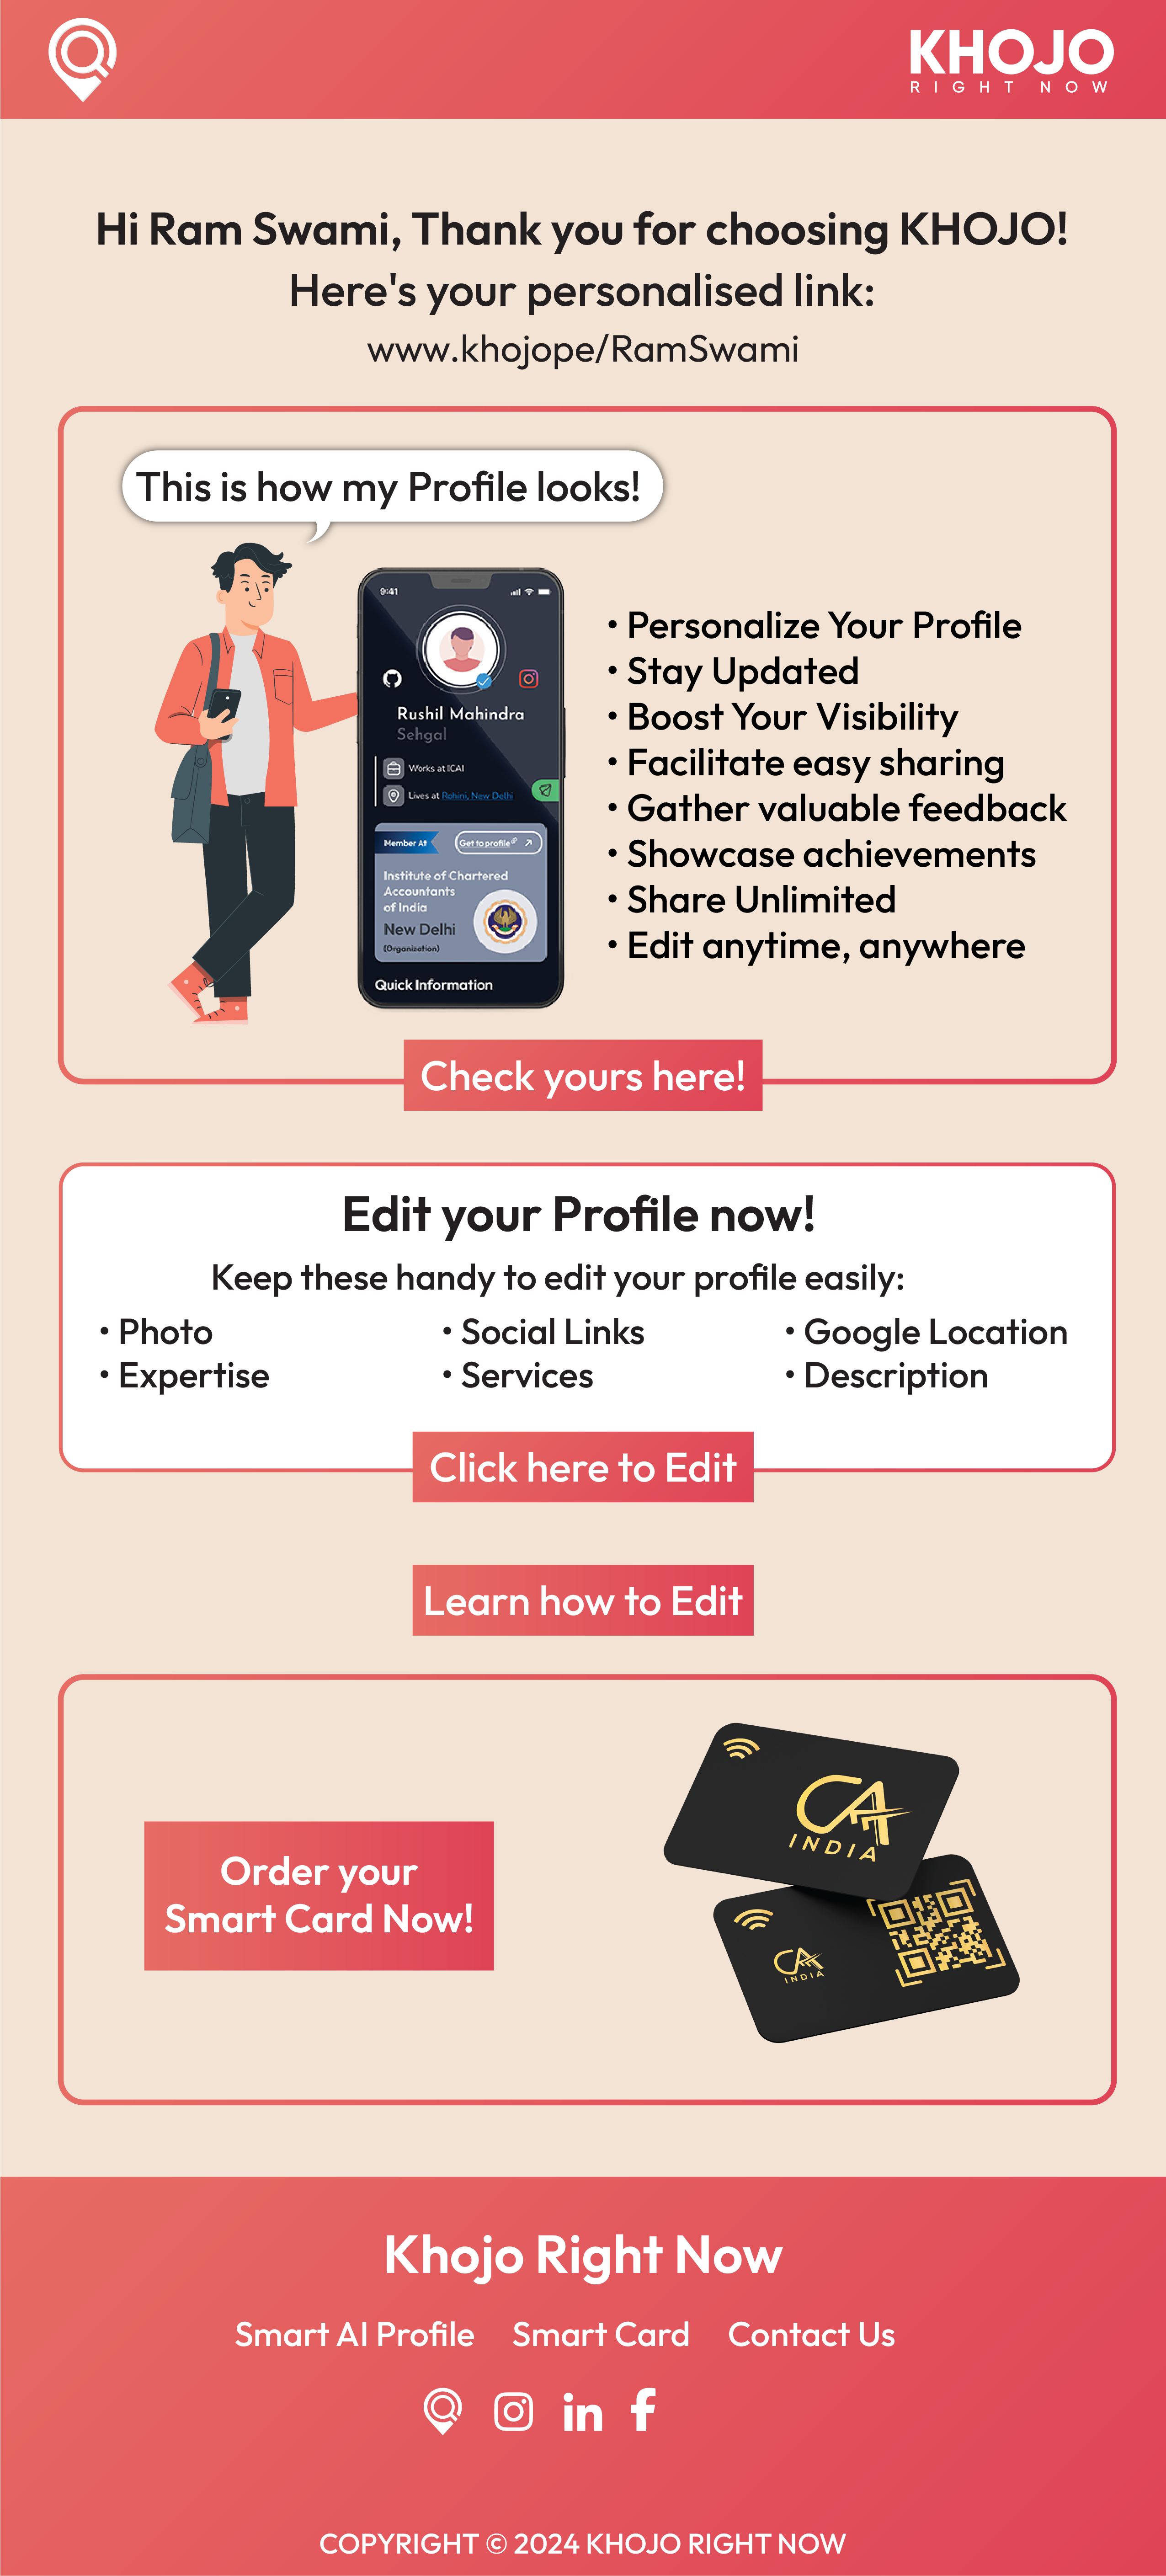 KHOJO
RIGHT NOW
Hi Ram Swami, Thank you for choosing KHOJO!
Here's your personalised link:
www.khojope/RamSwami
This is how my Profile looks!
9:41
Rushil Mahindra
Sehgal
Works at ICAI
Lives at Rohini, New Delhi
Member At
Get to profile
Institute of Chartered
Accountants
of India
New Delhi
(Organization)
Quick Information
• Personalize Your Profile
• Stay Updated
• Boost Your Visibility
• Facilitate easy sharing
• Gather valuable feedback
• Showcase achievements
• Share Unlimited
• Edit anytime, anywhere
Check yours here!
Edit your Profile now!
Keep these handy to edit your profile easily:
• Photo
• Expertise
• Social Links
• Services
• Google Location
• Description
Click here to Edit
Learn how to Edit
Order your
Smart Card Now!
CA
INDIA
CA
INDIA
Khojo Right Now
Smart AI Profile Smart Card Contact Us
COPYRIGHT © 2024 KHOJO RIGHT NOW